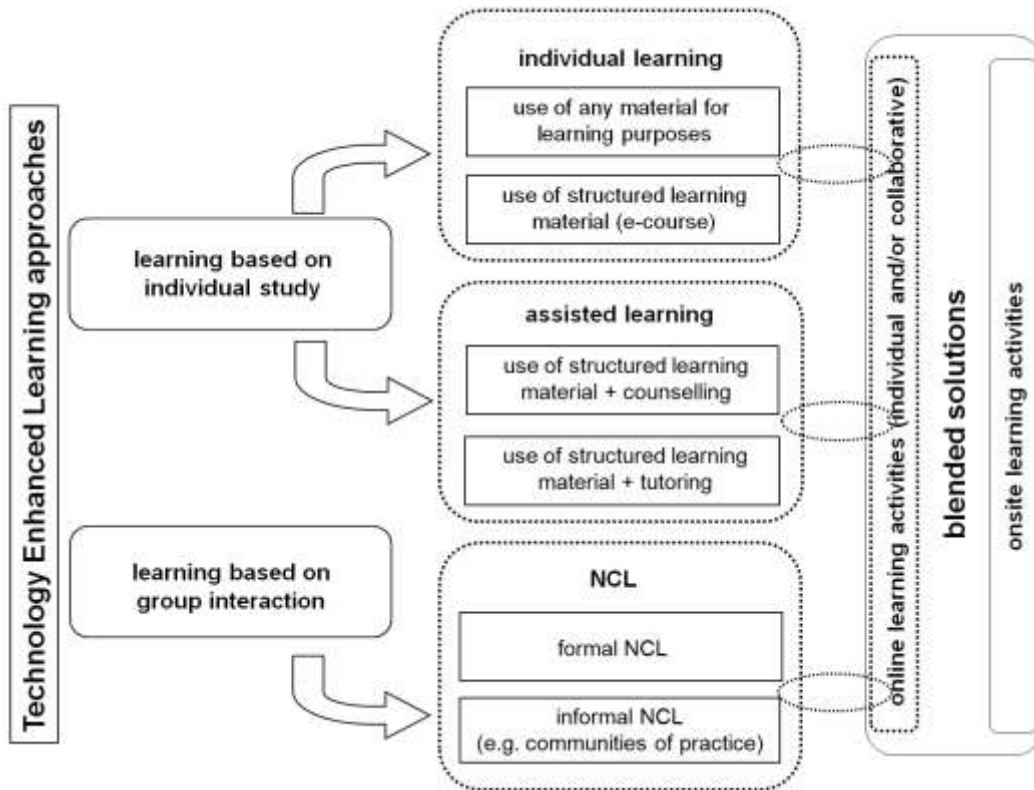 Technology Enhanced Learning approaches
learning based on
individual study
learning based on
group interaction
individual learning
use of any material for
learning purposes
use of structured learning
material (e-course)
assisted learning
use of structured learning
material + counselling
use of structured learning
material + tutoring
NCL
formal NCL
informal NCL
(e.g. communities of practice)
online learning activities (individual and/or collaborative)
blended solutions
onsite learning activities